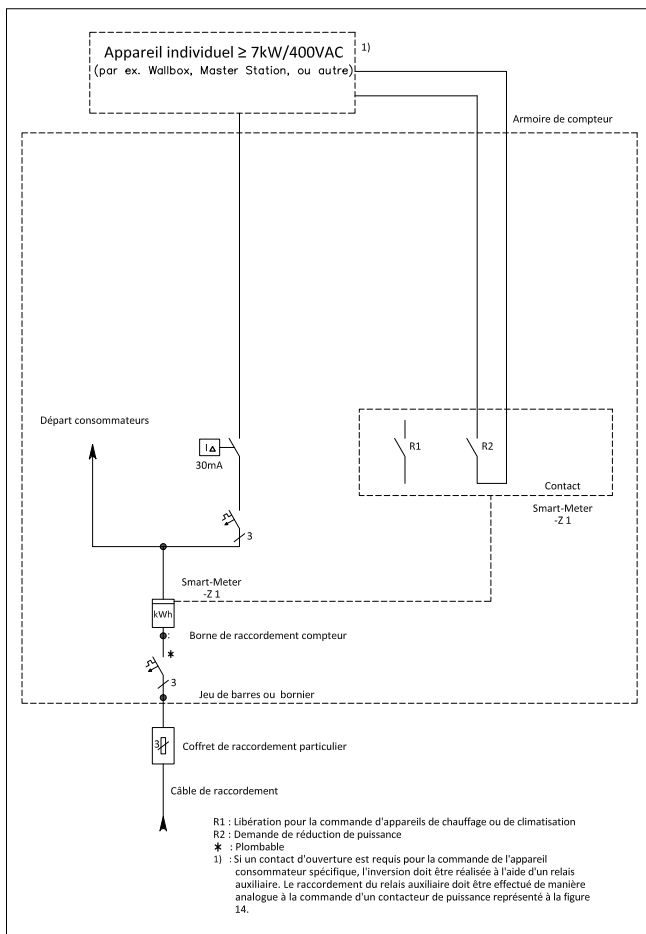 Appareil individuel ≥ 7kW/400VAC 1)
(par ex. Wallbox, Master Station, ou autre)
Armoire de compteur
Départ consommateurs
I∆
30mA
R1
R2
Contact
Smart-Meter
-Z 1
3
Smart-Meter
-Z 1
kWh
Borne de raccordement compteur
*
3
Jeu de barres ou bornier
3
Coffret de raccordement particulier
Câble de raccordement
R1 : Libération pour la commande d'appareils de chauffage ou de climatisation
R2 : Demande de réduction de puissance
* : Plombable
1) : Si un contact d'ouverture est requis pour la commande de l'appareil
consommateur spécifique, l'inversion doit être réalisée à l'aide d'un relais
auxiliaire. Le raccordement du relais auxiliaire doit être effectué de manière
analogue à la commande d'un contacteur de puissance représenté à la figure
14.